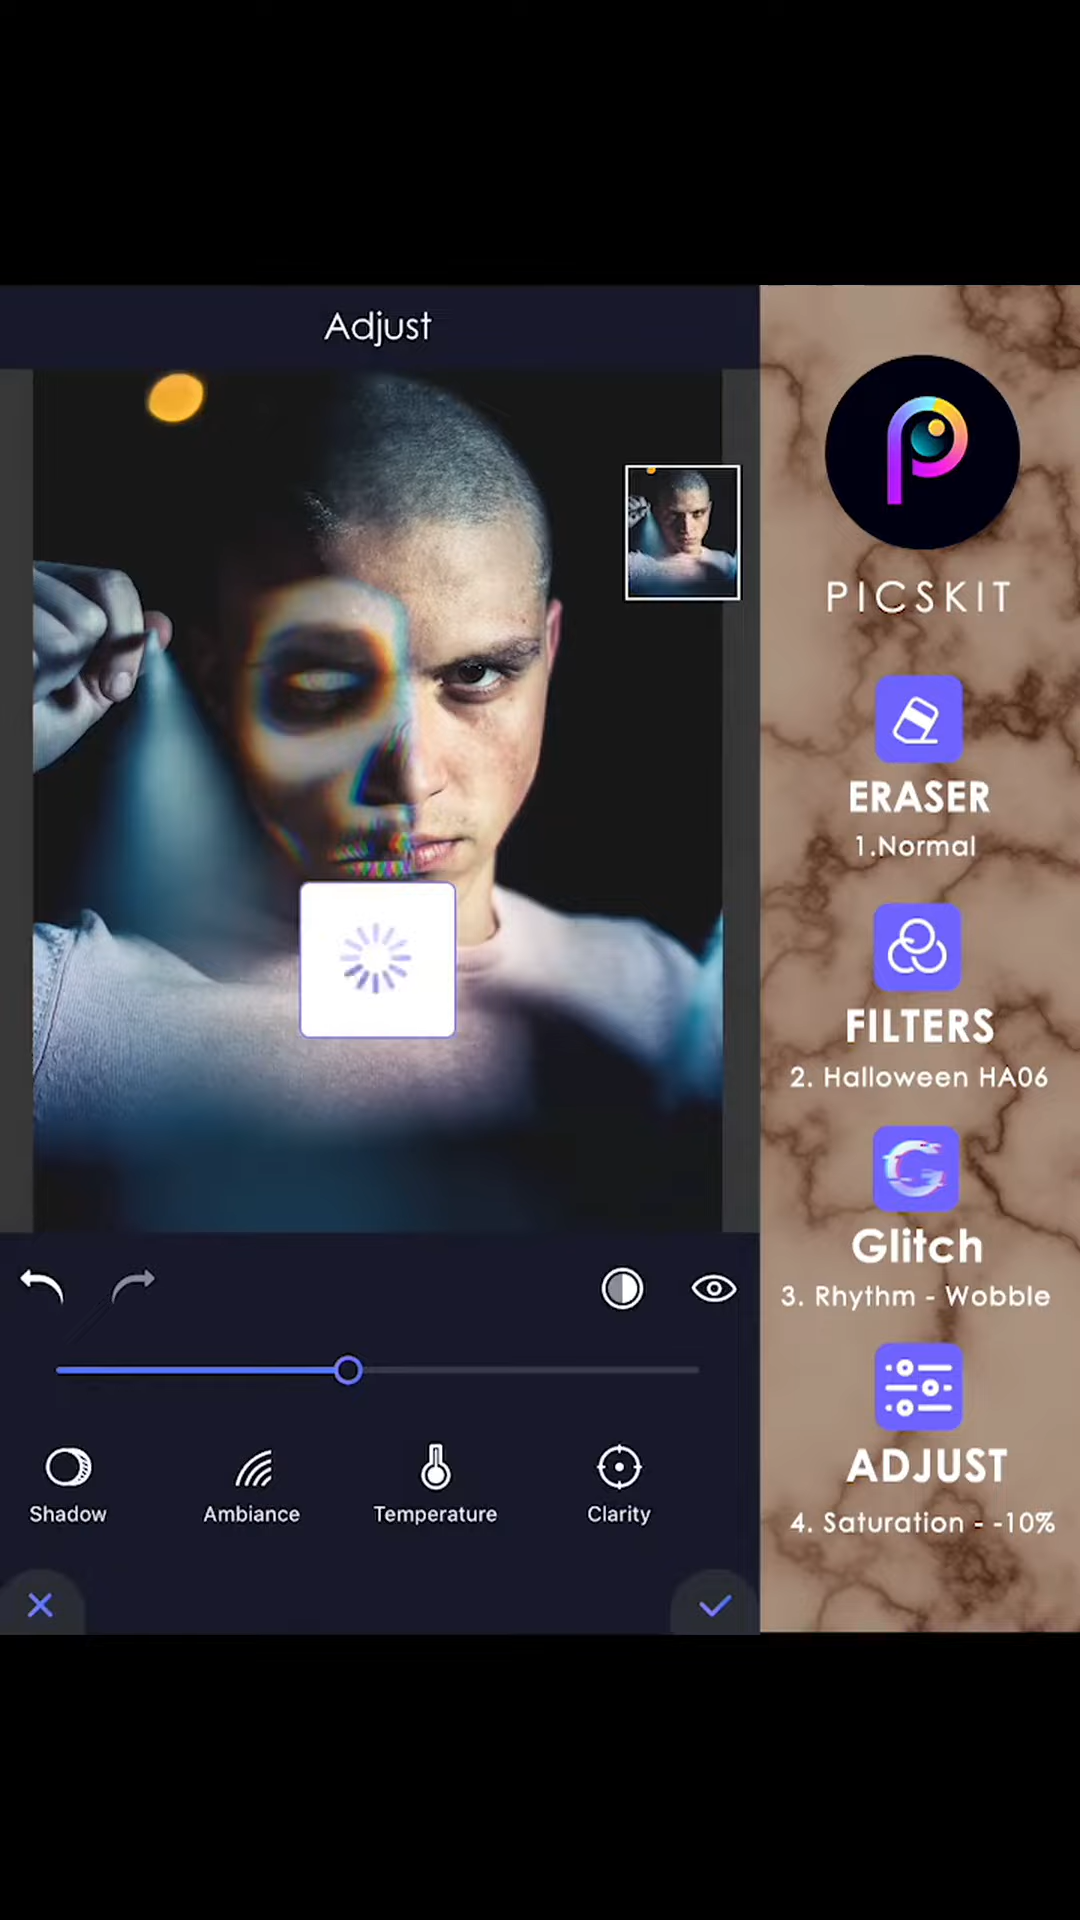 Adjust
PICSKIT
ERASER
1.Normal
FILTERS
2. Halloween HA06
Glitch
3. Rhythm - Wobble
ADJUST
4. Saturation - -10%
Shadow
Ambiance
Temperature
Clarity